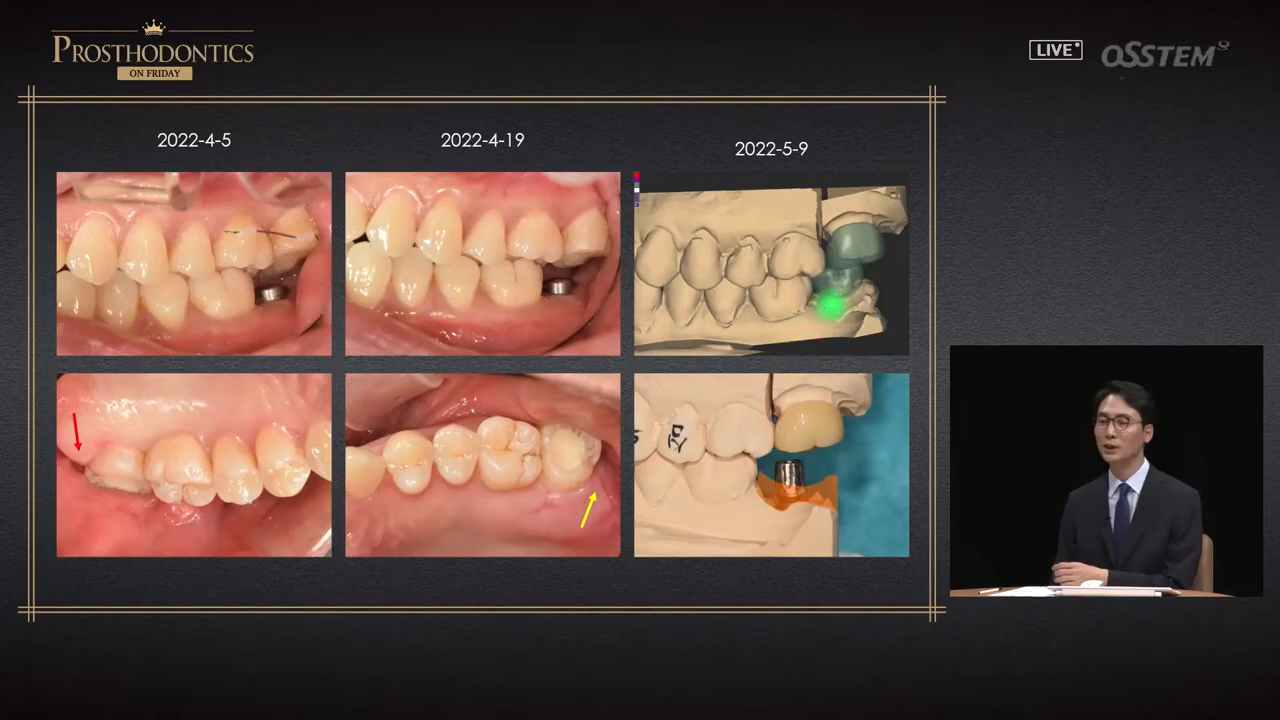 PROSTHODONTICS
ON FRIDAY
LIVE
OSSTEM
2022-4-5
2022-4-19
2022-5-9